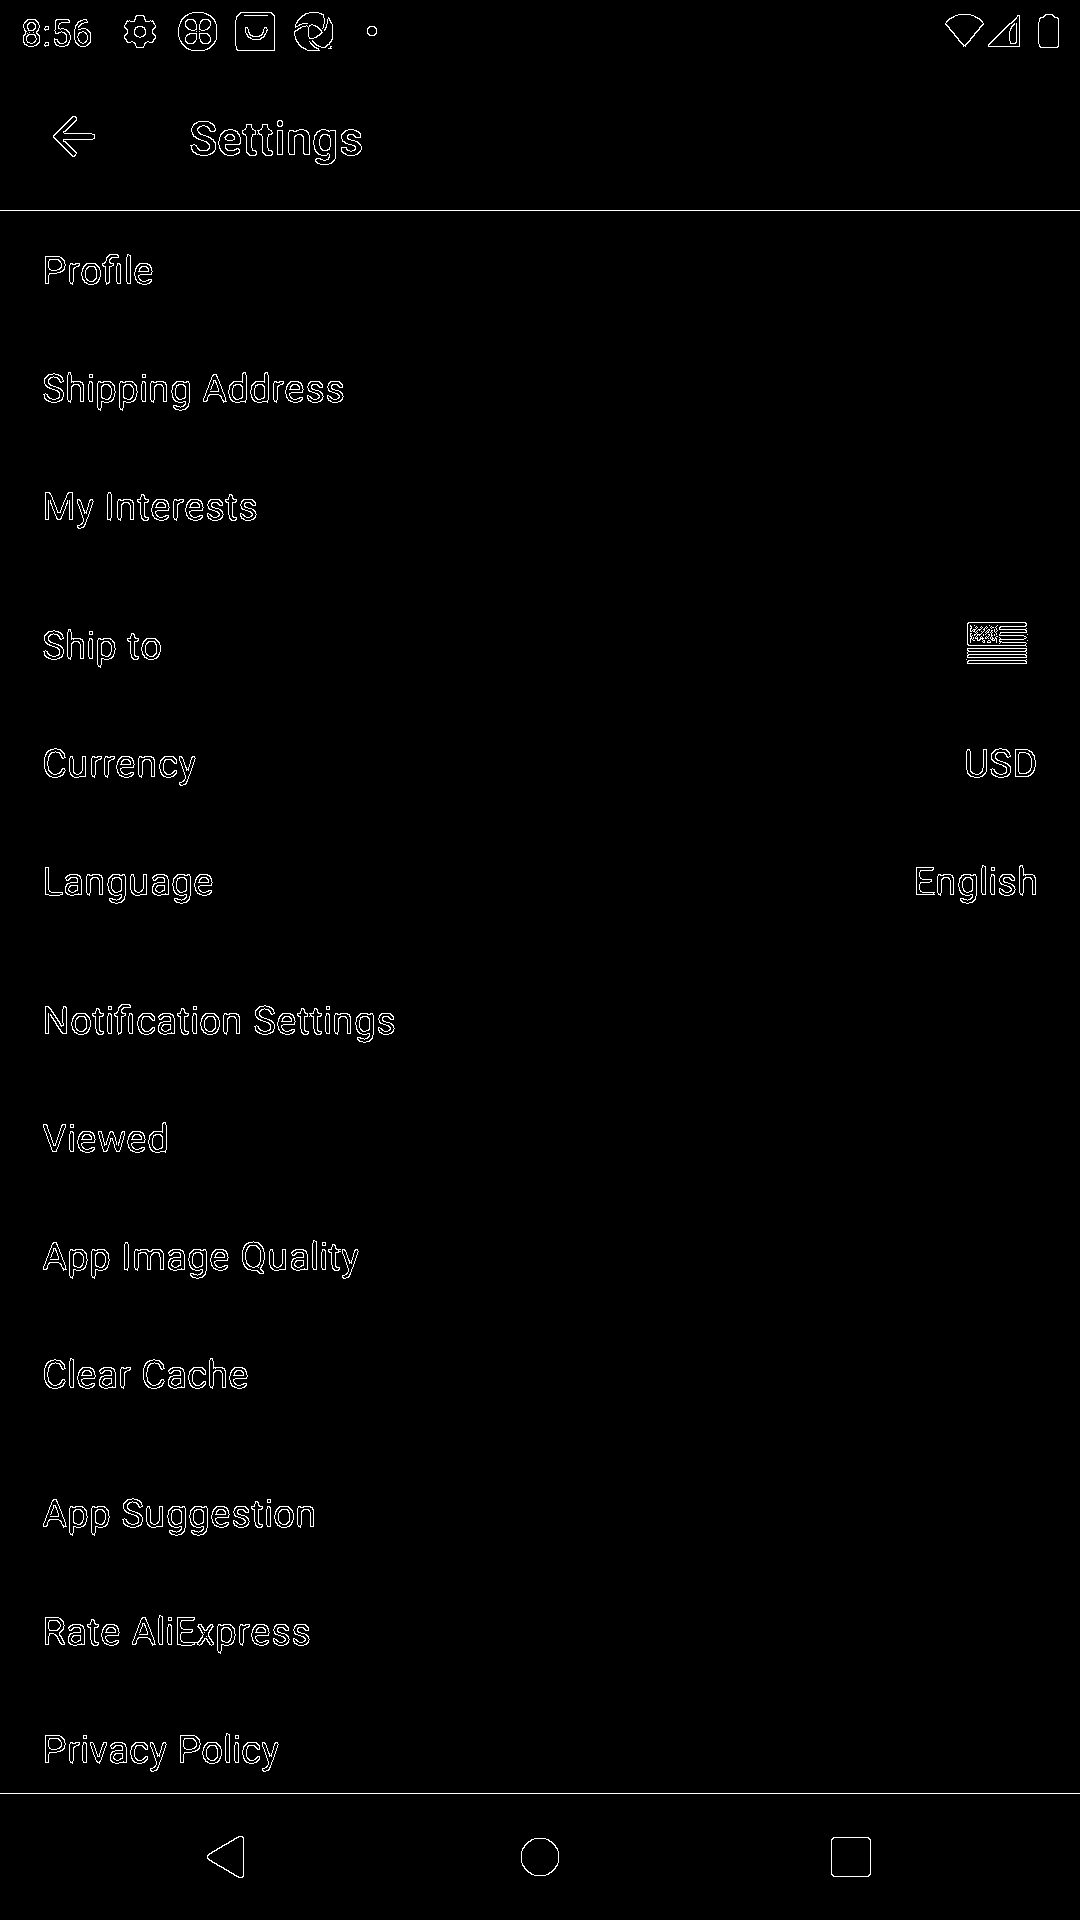 8:56
Settings
Profile
Shipping Address
My Interests
Ship to
Currency USD
Language English
Notification Settings
Viewed
App Image Quality
Clear Cache
App Suggestion
Rate AliExpress
Privacy Policy